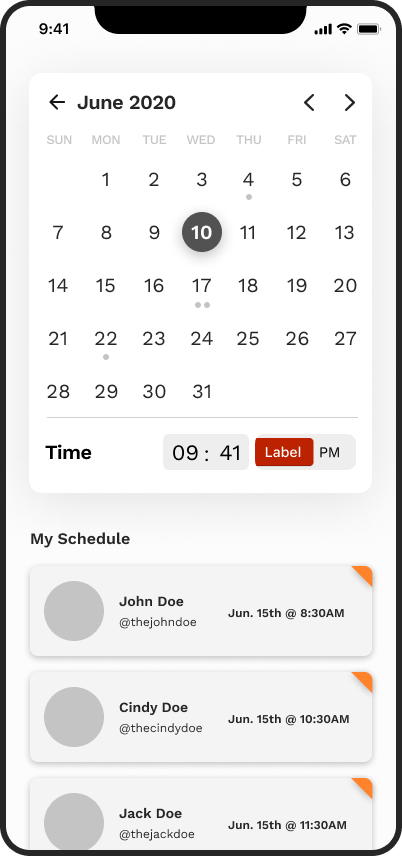 9:41
June 2020
SUN MON TUE WED THU FRI SAT
1 2 3 4 5 6
7 8 9 10 11 12 13
14 15 16 17 18 19 20
21 22 23 24 25 26 27
28 29 30 31
Time 09 : 41 Label PM
My Schedule
John Doe
@thejohndoe
Jun. 15th @ 8:30AM
Cindy Doe
@thecindydoe
Jun. 15th @ 10:30AM
Jack Doe
@thejackdoe
Jun. 15th @ 11:30AM